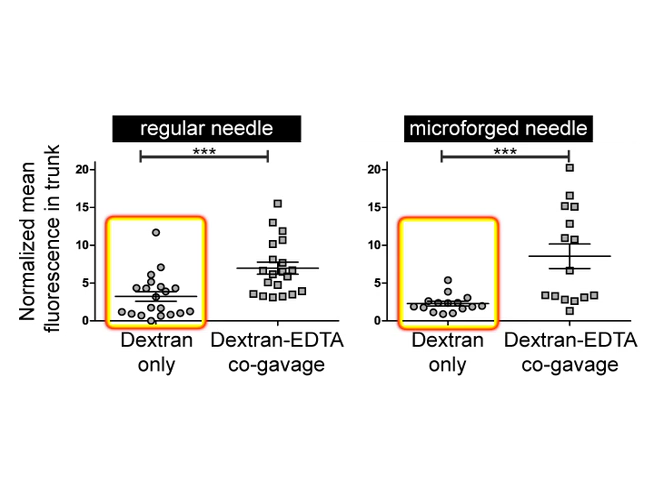 regular needle
microforged needle
Normalized mean
fluorescence in trunk
***
***
20
15
10
5
0
20
15
10
5
0
Dextran
only
Dextran-EDTA
co-gavage
Dextran
only
Dextran-EDTA
co-gavage